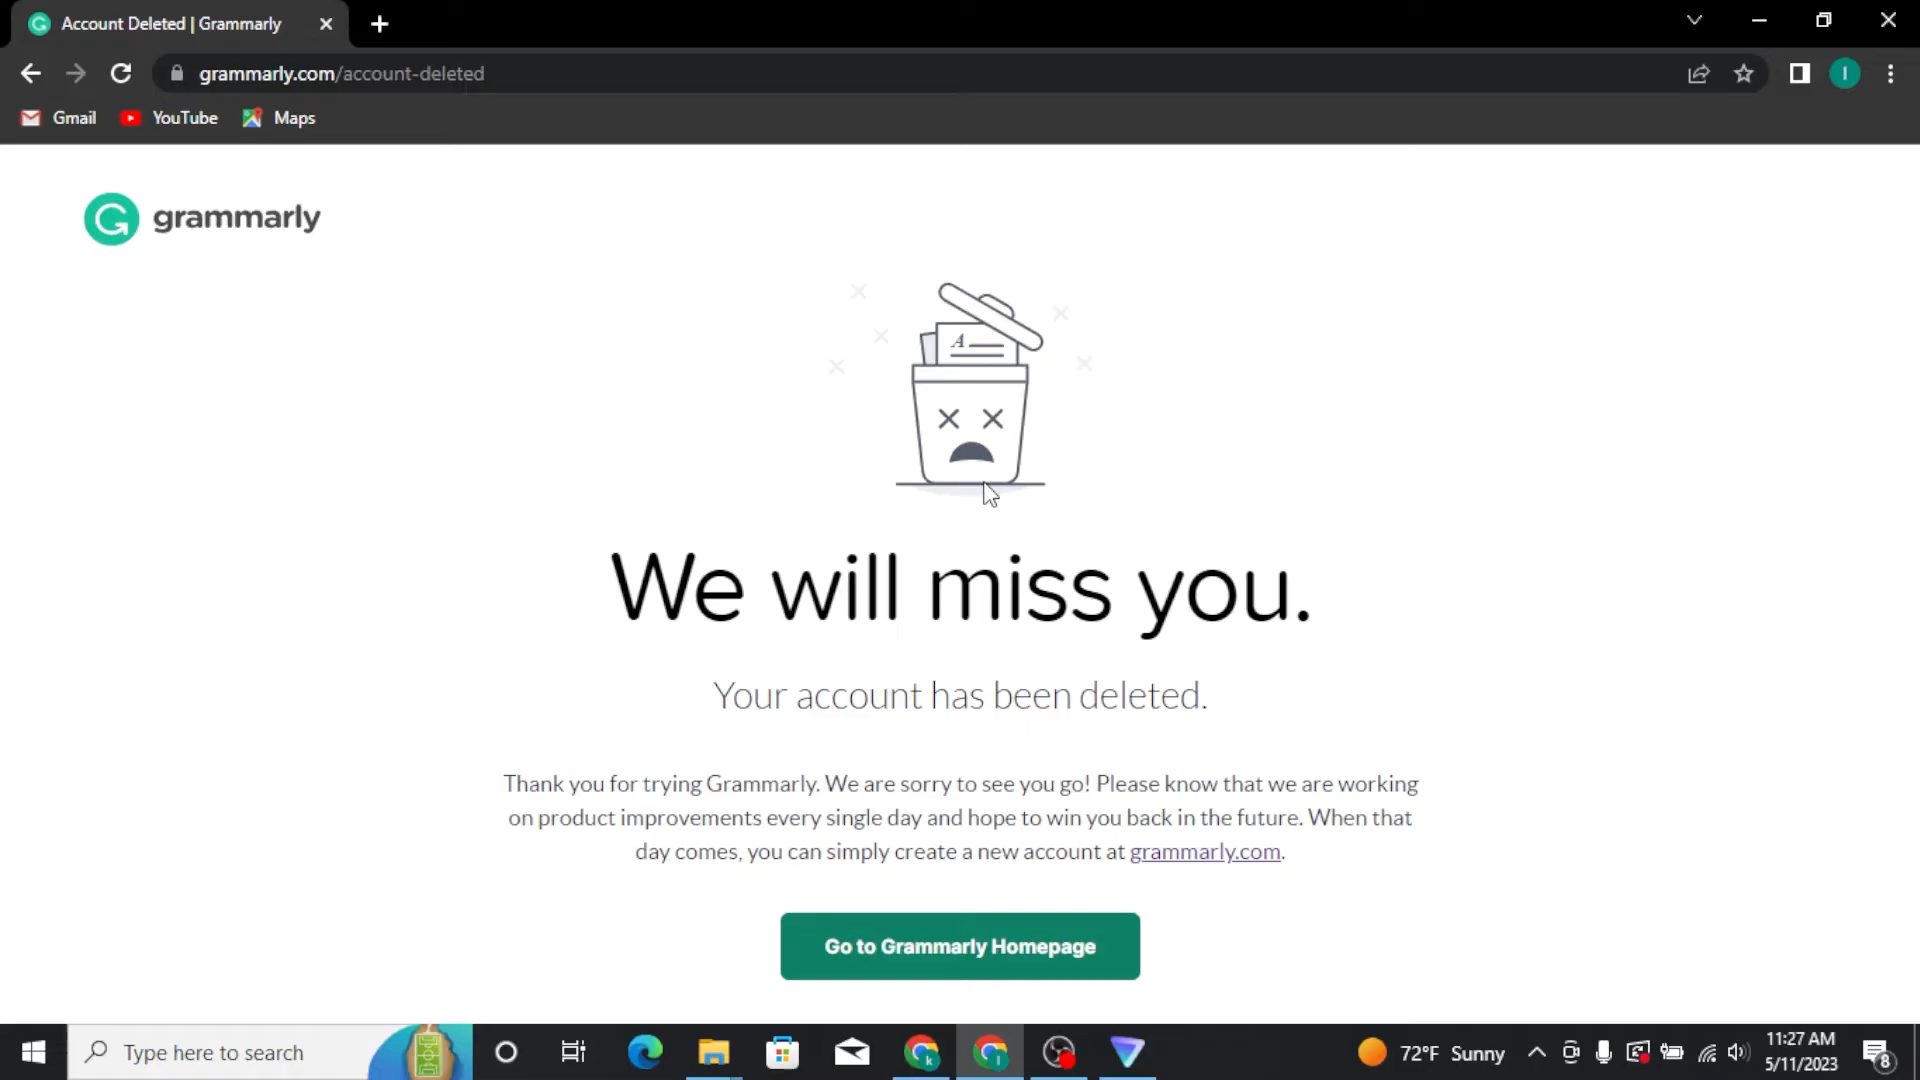 Account Deleted | Grammarly
grammarly.com/account-deleted
I
Gmail
YouTube
Maps
grammarly
A
We will miss you.
Your account has been deleted.
Thank you for trying Grammarly. We are sorry to see you go! Please know that we are working
on product improvements every single day and hope to win you back in the future. When that
day comes, you can simply create a new account at grammarly.com.
Go to Grammarly Homepage
Type here to search
k
72°F Sunny
11:27 AM
5/11/2023
8